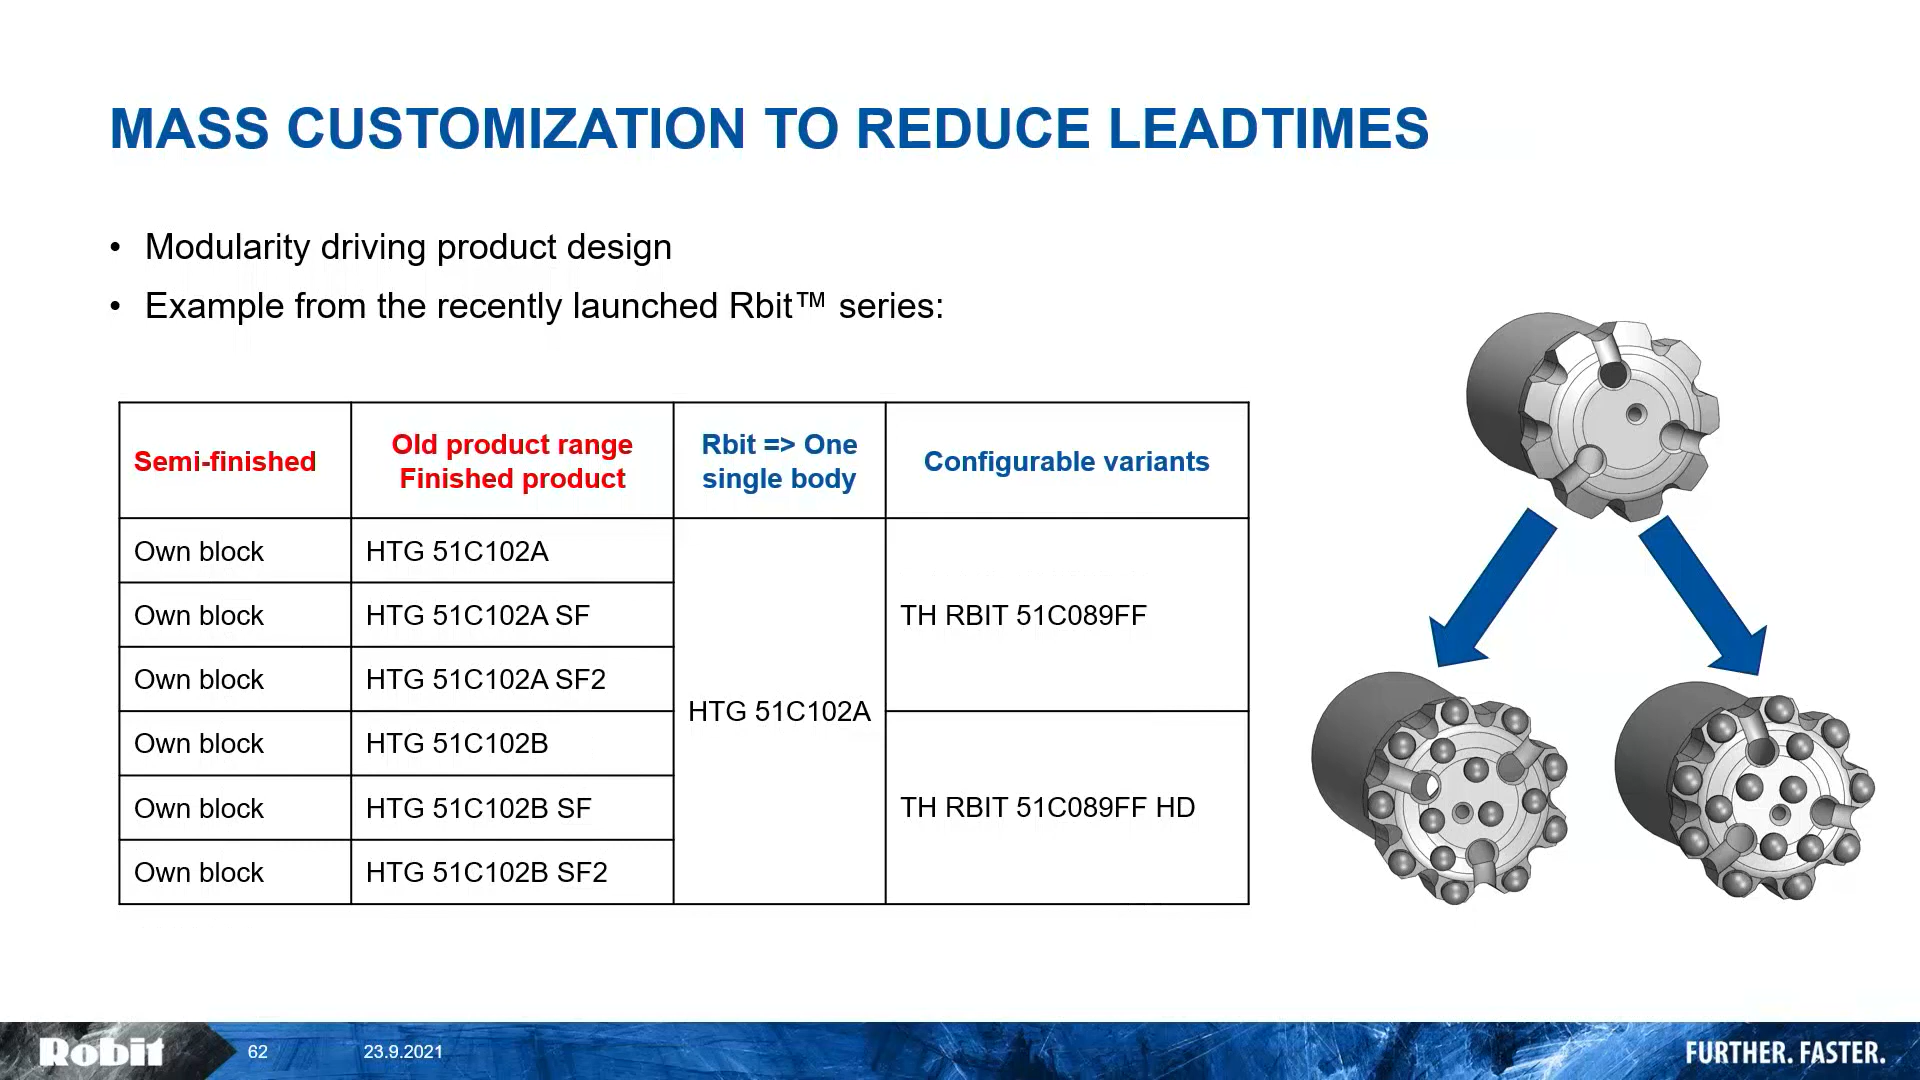 MASS CUSTOMIZATION TO REDUCE LEADTIMES
• Modularity driving product design
• Example from the recently launched Rbit™ series:
Semi-finished
Old product range
Finished product
Rbit => One
single body
Configurable variants
Own block
HTG 51C102A
Own block
HTG 51C102A SF
TH RBIT 51C089FF
Own block
HTG 51C102A SF2
HTG 51C102A
Own block
HTG 51C102B
Own block
HTG 51C102B SF
TH RBIT 51C089FF HD
Own block
HTG 51C102B SF2
Robit
62
23.9.2021
FURTHER. FASTER.